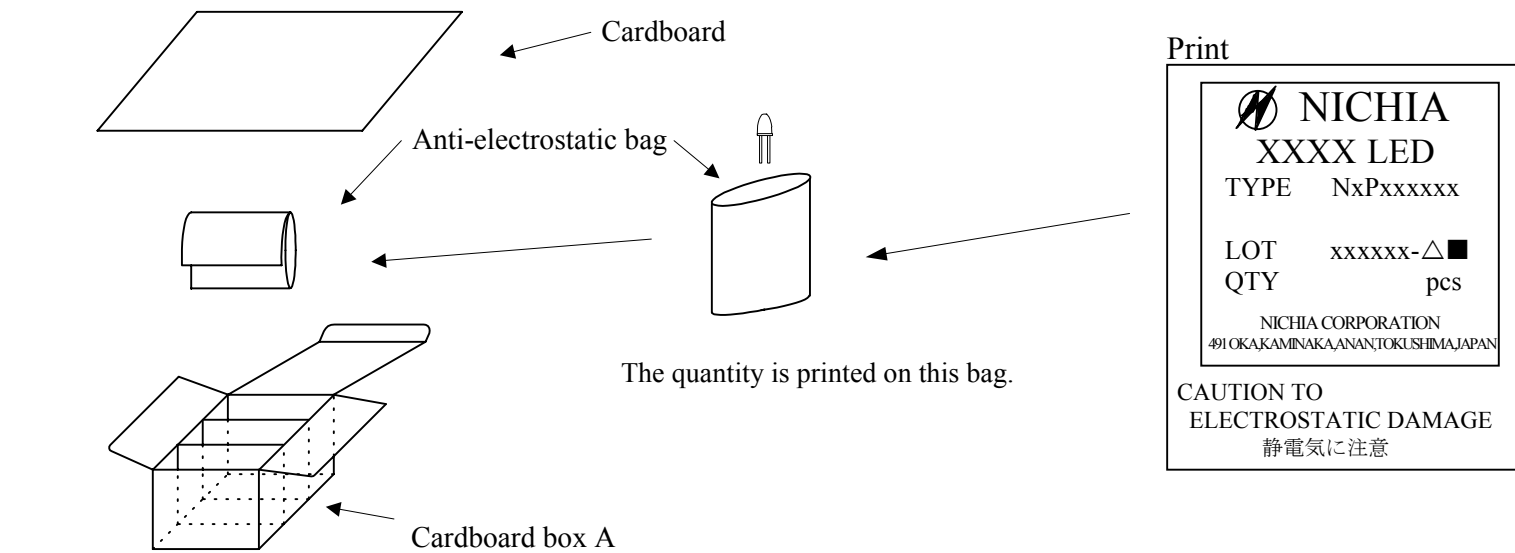 Cardboard
Print
NICHIA
XXXX LED
TYPE NxPxxxxxx
Anti-electrostatic bag
LOT xxxxxx-△■
QTY pcs
NICHIA CORPORATION
491 OKA,KAMINAKA,ANAN,TOKUSHIMA,JAPAN
The quantity is printed on this bag.
CAUTION TO
ELECTROSTATIC DAMAGE
静電気に注意
Cardboard box A